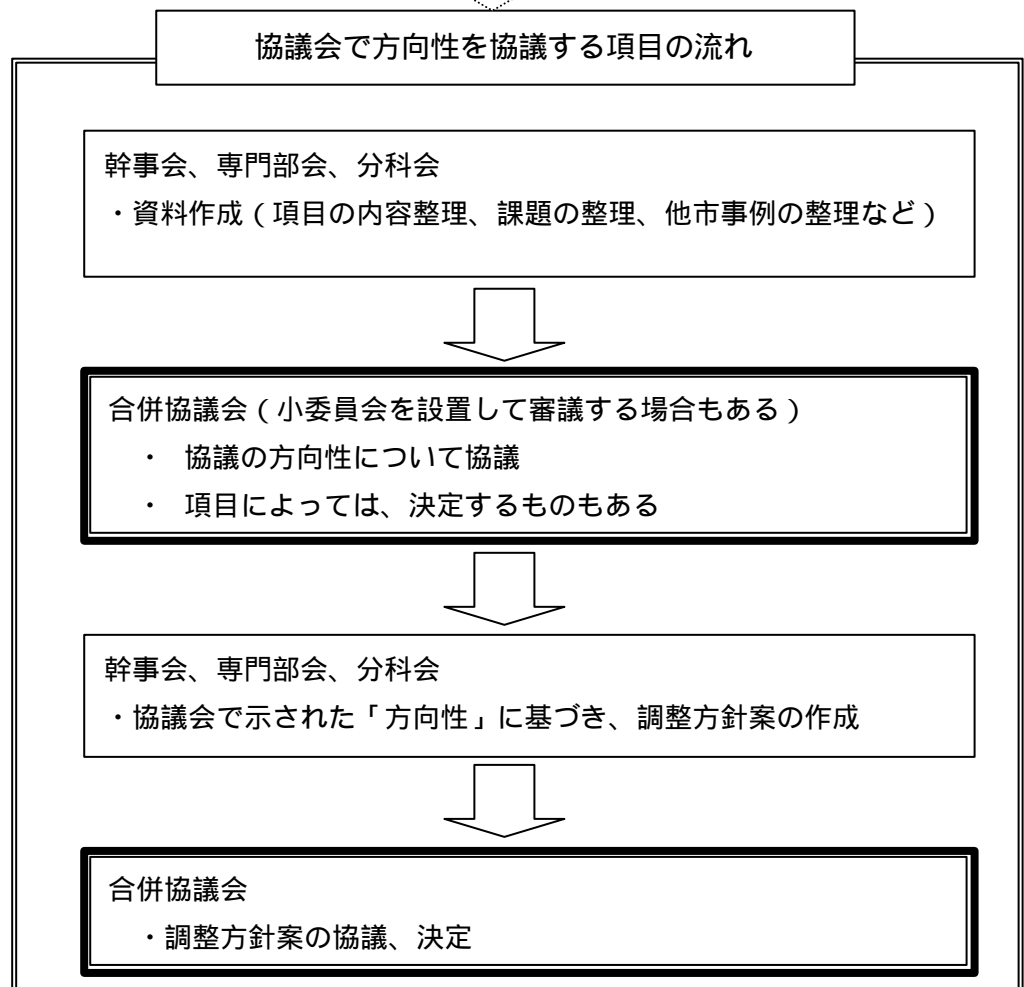 協議会で方向性を協議する項目の流れ
幹事会、専門部会、分科会
・資料作成（項目の内容整理、課題の整理、他市事例の整理など）
合併協議会（小委員会を設置して審議する場合もある）
・ 協議の方向性について協議
・ 項目によっては、決定するものもある
幹事会、専門部会、分科会
・協議会で示された「方向性」に基づき、調整方針案の作成
合併協議会
・調整方針案の協議、決定